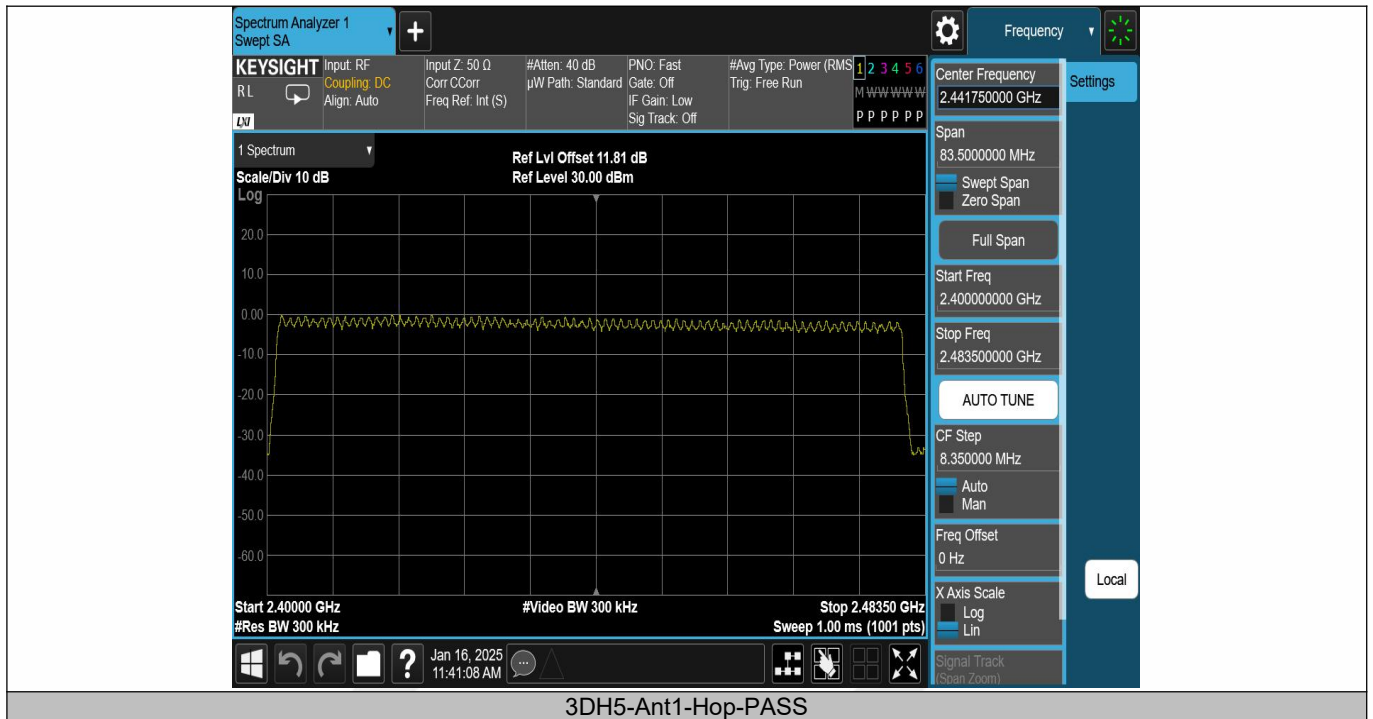 Spectrum Analyzer 1
Swept SA
+
Frequency
KEYSIGHT
Input: RF
Coupling: DC
Align: Auto
RL
LXI
Input Z: 50 Ω
Corr CCorr
Freq Ref: Int (S)
#Atten: 40 dB
µW Path: Standard
PNO: Fast
Gate: Off
IF Gain: Low
Sig Track: Off
#Avg Type: Power (RMS
Trig: Free Run
1 2 3 4 5 6
M W W W W W
P P P P P P
Center Frequency
2.441750000 GHz
Settings
Span
83.5000000 MHz
Swept Span
Zero Span
Full Span
Start Freq
2.400000000 GHz
Stop Freq
2.483500000 GHz
AUTO TUNE
CF Step
8.350000 MHz
Auto
Man
Freq Offset
0 Hz
X Axis Scale
Log
Lin
Signal Track
(Span Zoom)
Local
1 Spectrum
Scale/Div 10 dB
Ref Lvl Offset 11.81 dB
Ref Level 30.00 dBm
Log
20.0
10.0
0.00
-10.0
-20.0
-30.0
-40.0
-50.0
-60.0
Start 2.40000 GHz
#Res BW 300 kHz
#Video BW 300 kHz
Stop 2.48350 GHz
Sweep 1.00 ms (1001 pts)
?
Jan 16, 2025
11:41:08 AM
3DH5-Ant1-Hop-PASS